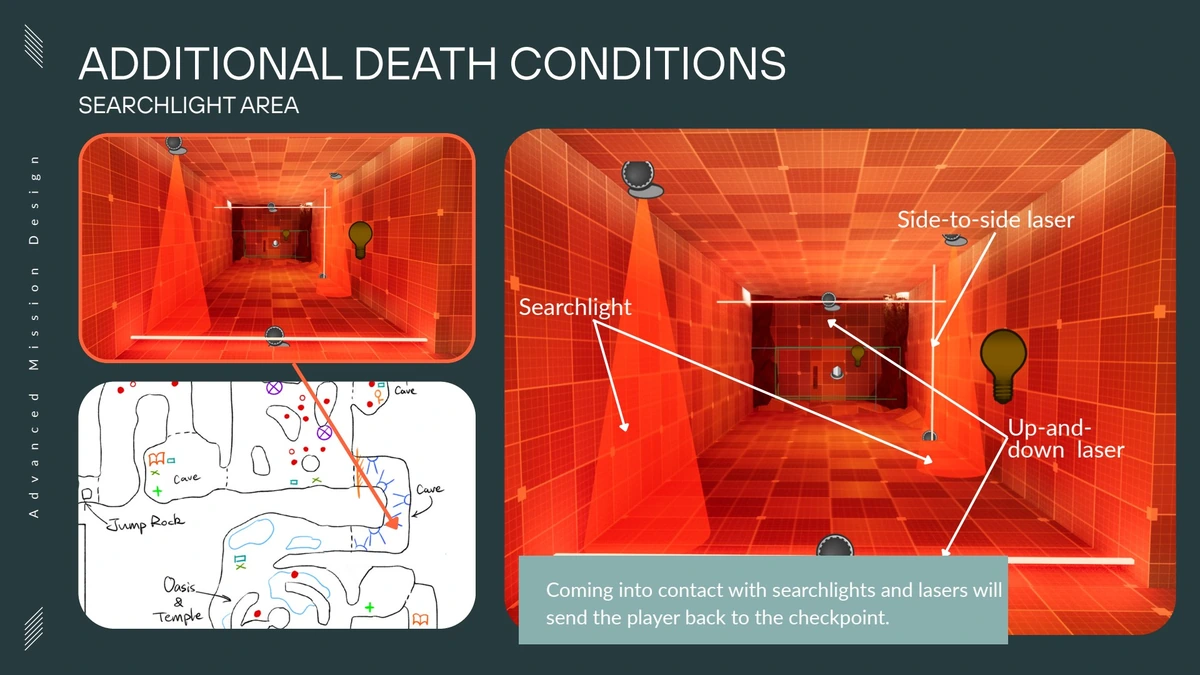 ADDITIONAL DEATH CONDITIONS
SEARCHLIGHT AREA
Advanced Mission Design
Side-to-side laser
Searchlight
Up-and-
down laser
Coming into contact with searchlights and lasers will
send the player back to the checkpoint.
Cave
Cave
Cave
Jump Rock
Oasis
&
Temple